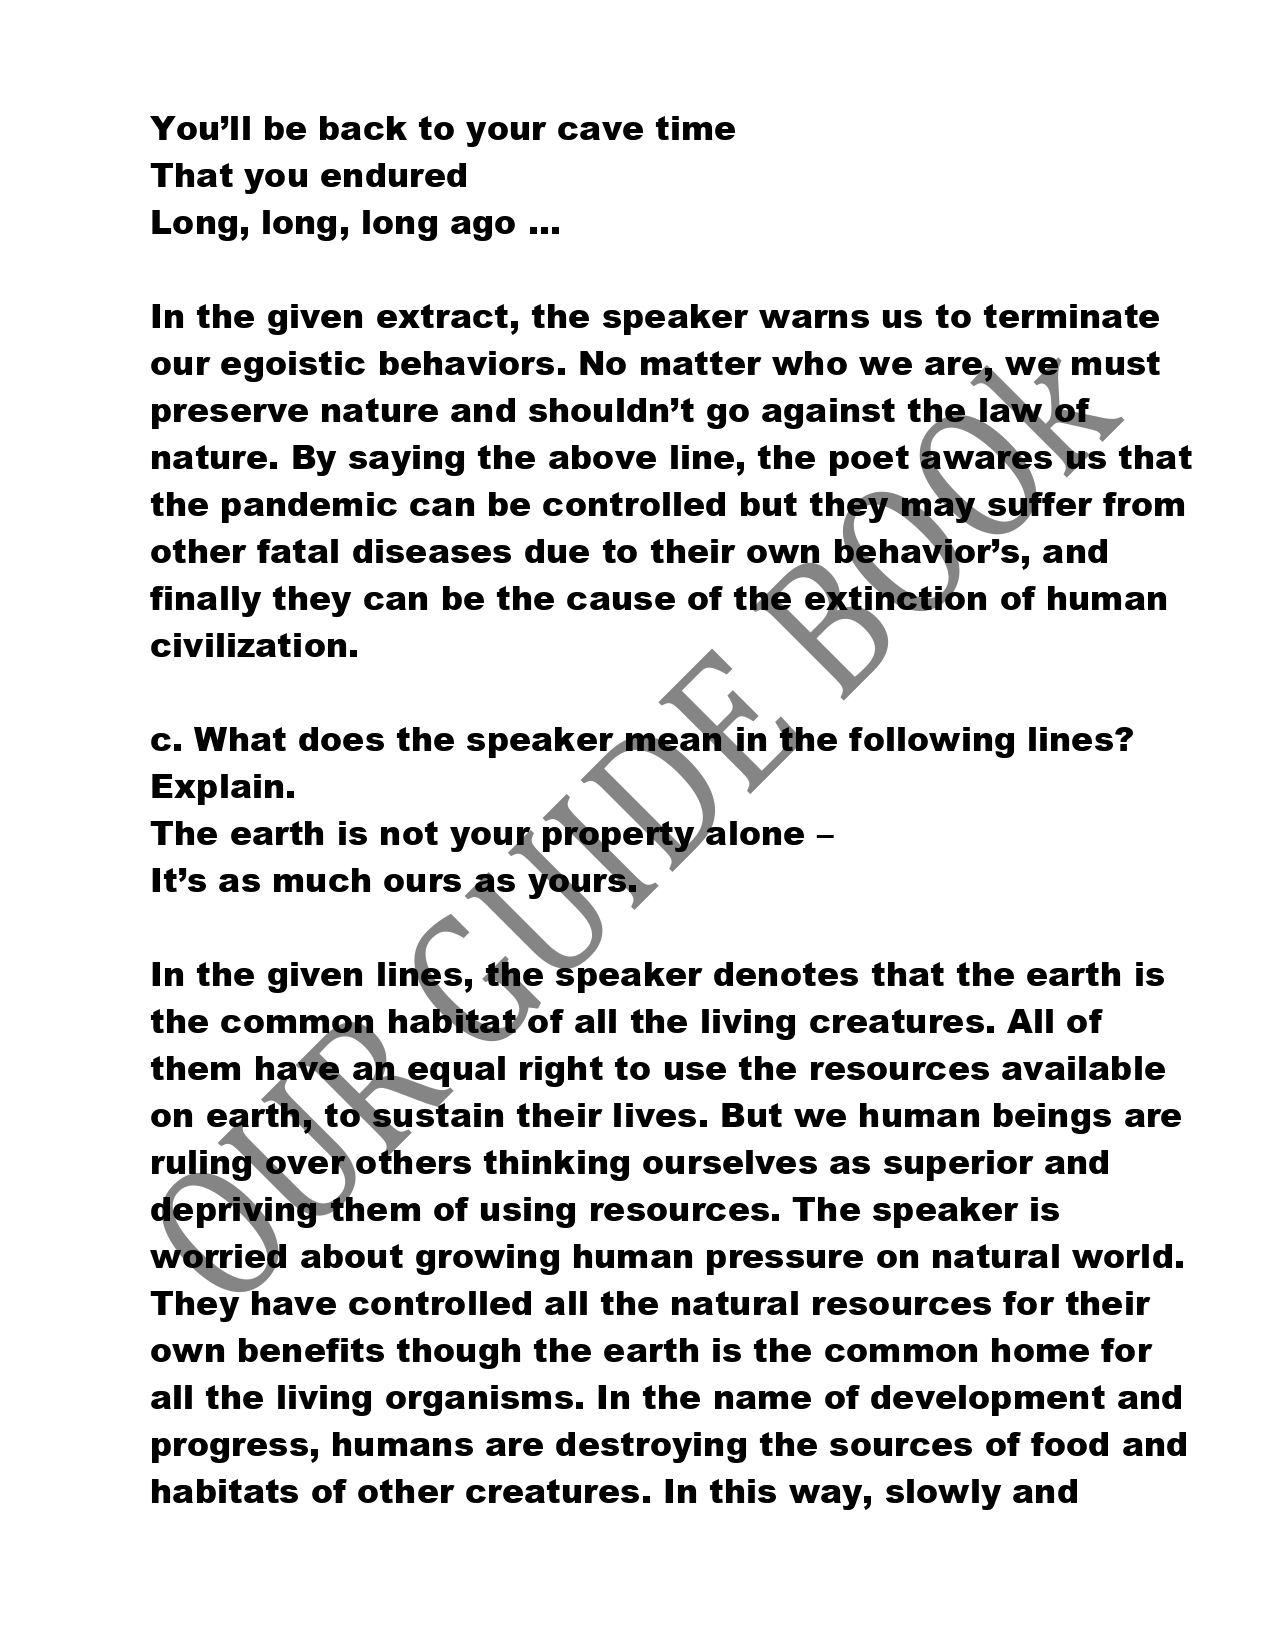 You’ll be back to your cave time
That you endured
Long, long, long ago ...
In the given extract, the speaker warns us to terminate
our egoistic behaviors. No matter who we are, we must
preserve nature and shouldn’t go against the law of
nature. By saying the above line, the poet awares us that
the pandemic can be controlled but they may suffer from
other fatal diseases due to their own behavior’s, and
finally they can be the cause of the extinction of human
civilization.
c. What does the speaker mean in the following lines?
Explain.
The earth is not your property alone –
It’s as much ours as yours.
In the given lines, the speaker denotes that the earth is
the common habitat of all the living creatures. All of
them have an equal right to use the resources available
on earth, to sustain their lives. But we human beings are
ruling over others thinking ourselves as superior and
depriving them of using resources. The speaker is
worried about growing human pressure on natural world.
They have controlled all the natural resources for their
own benefits though the earth is the common home for
all the living organisms. In the name of development and
progress, humans are destroying the sources of food and
habitats of other creatures. In this way, slowly and
OUR GUIDE BOOk